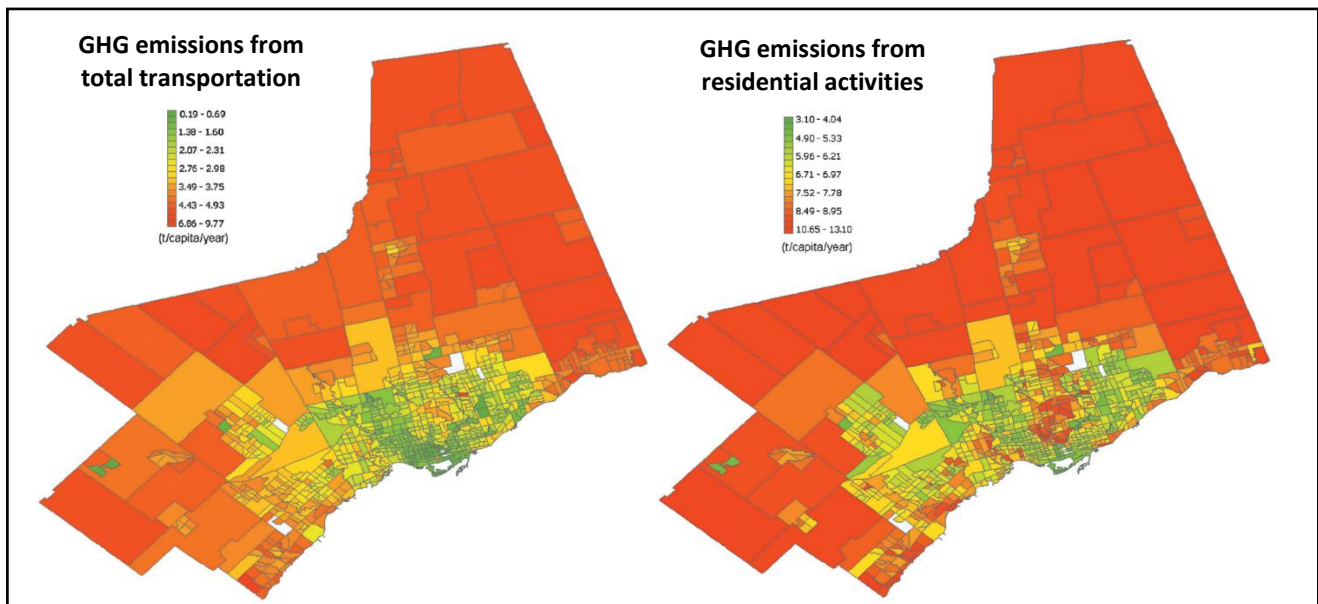 GHG emissions from
total transportation
0.19 - 0.69
1.38 - 1.60
2.07 - 2.31
2.76 - 2.98
3.49 - 3.75
4.43 - 4.93
6.86 - 9.77
(t/capita/year)
GHG emissions from
residential activities
3.10 - 4.04
4.90 - 5.33
5.96 - 6.21
6.71 - 6.97
7.52 - 7.78
8.49 - 8.95
10.65 - 13.10
(t/capita/year)